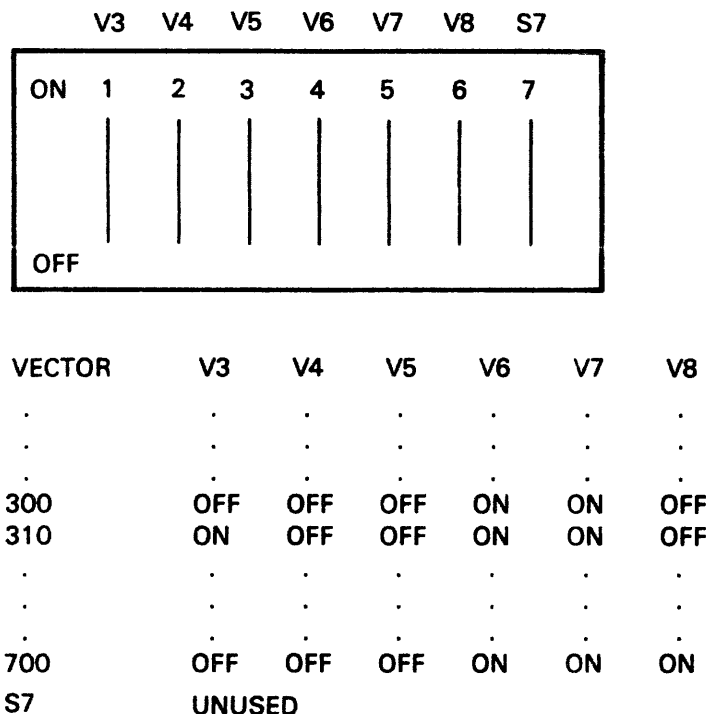 V3 V4 V5 V6 V7 V8 S7
ON 1 2 3 4 5 6 7
OFF
VECTOR V3 V4 V5 V6 V7 V8
. . . . . . .
. . . . . . .
. . . . . . .
300 OFF OFF OFF ON ON OFF
310 ON OFF OFF ON ON OFF
. . . . . . .
. . . . . . .
. . . . . . .
700 OFF OFF OFF ON ON ON
S7 UNUSED